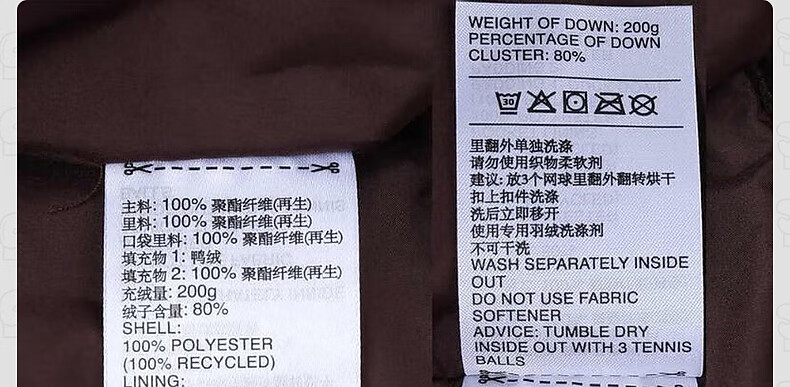 主料: 100% 聚酯纤维(再生)
里料: 100% 聚酯纤维(再生)
口袋里料: 100% 聚酯纤维(再生)
填充物 1: 鸭绒
填充物 2: 100% 聚酯纤维(再生)
充绒量: 200g
绒子含量: 80%
SHELL:
100% POLYESTER
(100% RECYCLED)
LINING:
WEIGHT OF DOWN: 200g
PERCENTAGE OF DOWN
CLUSTER: 80%
30
里翻外单独洗涤
请勿使用织物柔软剂
建议: 放3个网球里翻外翻转烘干
扣上扣件洗涤
洗后立即移开
使用专用羽绒洗涤剂
不可干洗
WASH SEPARATELY INSIDE
OUT
DO NOT USE FABRIC
SOFTENER
ADVICE: TUMBLE DRY
INSIDE OUT WITH 3 TENNIS
BALLS